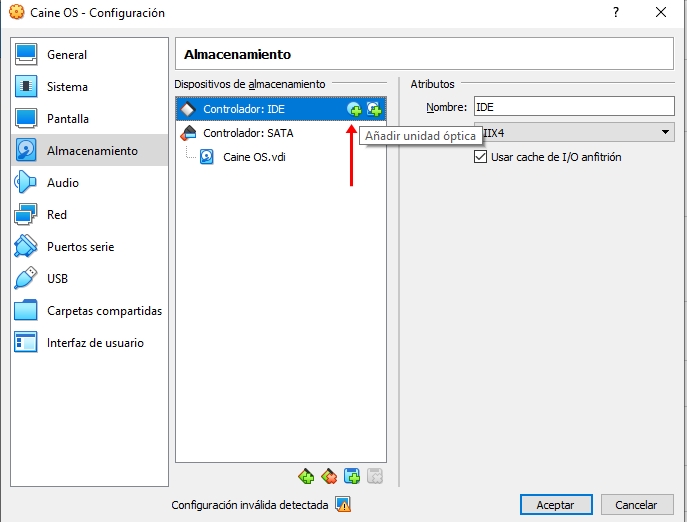 Caine OS - Configuración
?
General
Sistema
Pantalla
Almacenamiento
Audio
Red
Puertos serie
USB
Carpetas compartidas
Interfaz de usuario
Almacenamiento
Dispositivos de almacenamiento
Controlador: IDE
Añadir unidad óptica
Controlador: SATA
Caine OS.vdi
Atributos
Nombre: IDE
IIX4
Usar cache de I/O anfitrión
Configuración inválida detectada
Aceptar
Cancelar